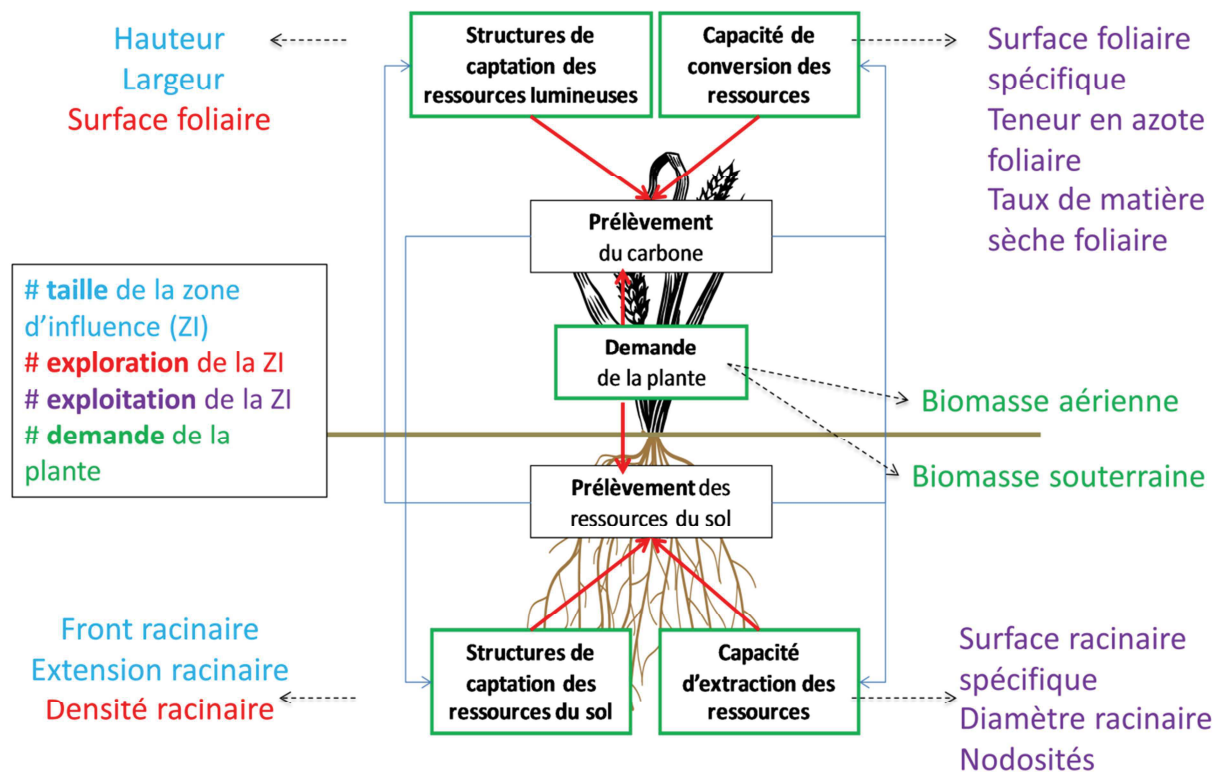 Hauteur
Largeur
Surface foliaire
Structures de
captation des
ressources lumineuses
Capacité de
conversion des
ressources
Surface foliaire
spécifique
Teneur en azote
foliaire
Taux de matière
sèche foliaire
Prélèvement
du carbone
# taille de la zone
d’influence (ZI)
# exploration de la ZI
# exploitation de la ZI
# demande de la
plante
Demande
de la plante
Biomasse aérienne
Biomasse souterraine
Prélèvement des
ressources du sol
Front racinaire
Extension racinaire
Densité racinaire
Structures de
captation des
ressources du sol
Capacité
d’extraction des
ressources
Surface racinaire
spécifique
Diamètre racinaire
Nodosités